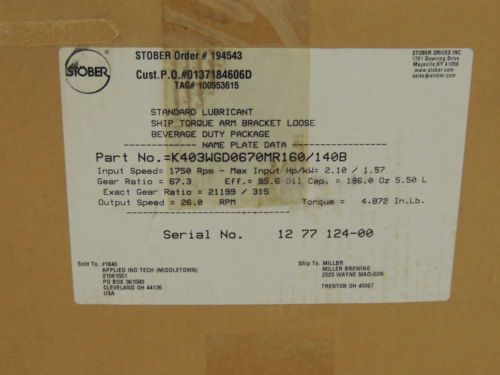 STOBER
STOBER Order # 194543
Cust.P.O.#0137184606D
TAG# 100553615
STOBER DRIVES INC.
1781 Downing Drive
Maysville, KY 41056
www.stober.com
sales@stober.com
STANDARD LUBRICANT
SHIP TORQUE ARM BRACKET LOOSE
BEVERAGE DUTY PACKAGE
---------------- NAME PLATE DATA ----------------
Part No.=K403WGD0670MR160/140B
Input Speed= 1750 Rpm - Max Input Hp/kW= 2.10 / 1.57
Gear Ratio = 67.3 Eff.= 95.6 Oil Cap. = 186.0 Oz 5.50 L
Exact Gear Ratio = 21199 / 315
Output Speed = 26.0 RPM Torque = 4,872 In.Lb.
Serial No. 12 77 124-00
Sold To: #1840
APPLIED IND TECH (MIDDLETOWN)
21061551
PO BOX 361580
CLEVELAND OH 44136
USA
Ship To: MILLBR
MILLER BREWING
2525 WAYNE MADISON
TRENTON OH 45067